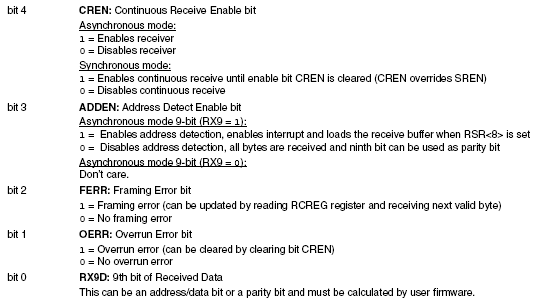 bit 4 CREN: Continuous Receive Enable bit
Asynchronous mode:
1 = Enables receiver
0 = Disables receiver
Synchronous mode:
1 = Enables continuous receive until enable bit CREN is cleared (CREN overrides SREN)
0 = Disables continuous receive
bit 3 ADDEN: Address Detect Enable bit
Asynchronous mode 9-bit (RX9 = 1):
1 = Enables address detection, enables interrupt and loads the receive buffer when RSR<8> is set
0 = Disables address detection, all bytes are received and ninth bit can be used as parity bit
Asynchronous mode 9-bit (RX9 = 0):
Don't care.
bit 2 FERR: Framing Error bit
1 = Framing error (can be updated by reading RCREG register and receiving next valid byte)
0 = No framing error
bit 1 OERR: Overrun Error bit
1 = Overrun error (can be cleared by clearing bit CREN)
0 = No overrun error
bit 0 RX9D: 9th bit of Received Data
This can be an address/data bit or a parity bit and must be calculated by user firmware.